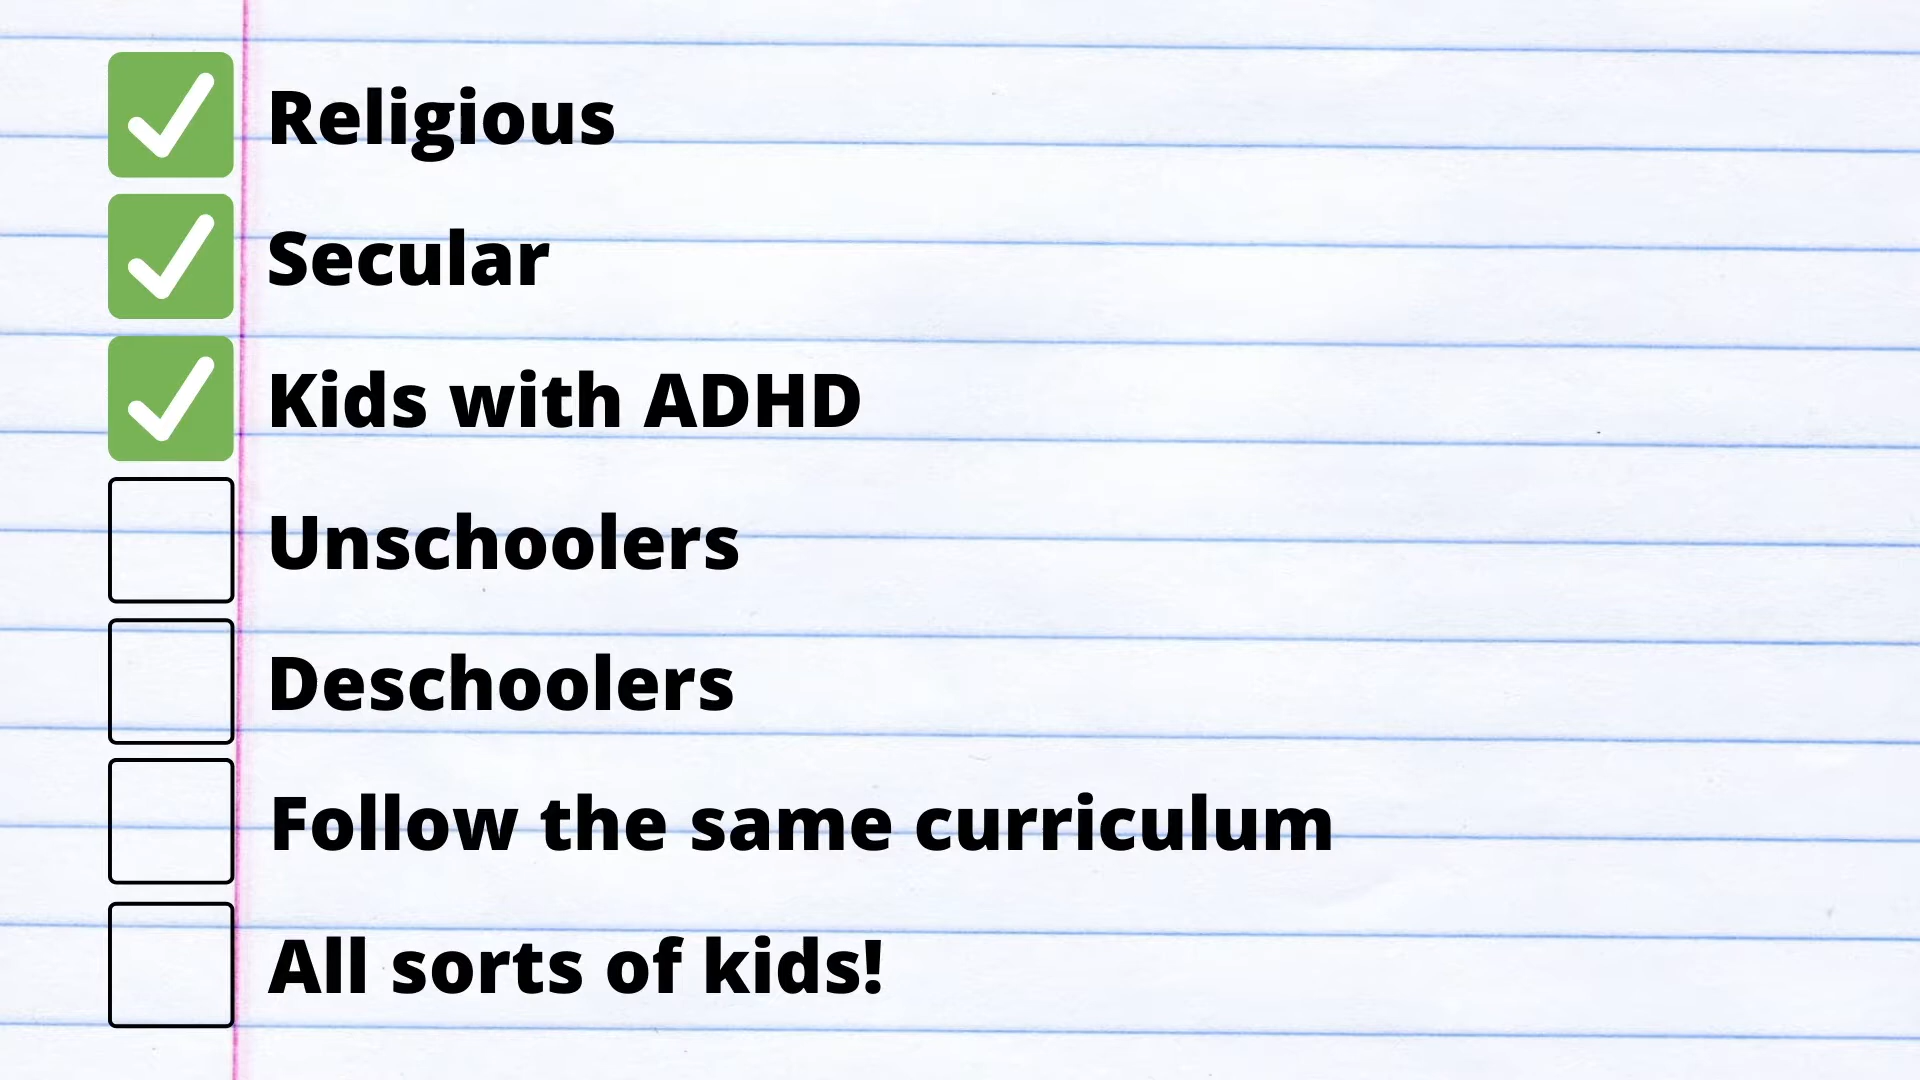 Religious
Secular
Kids with ADHD
Unschoolers
Deschoolers
Follow the same curriculum
All sorts of kids!